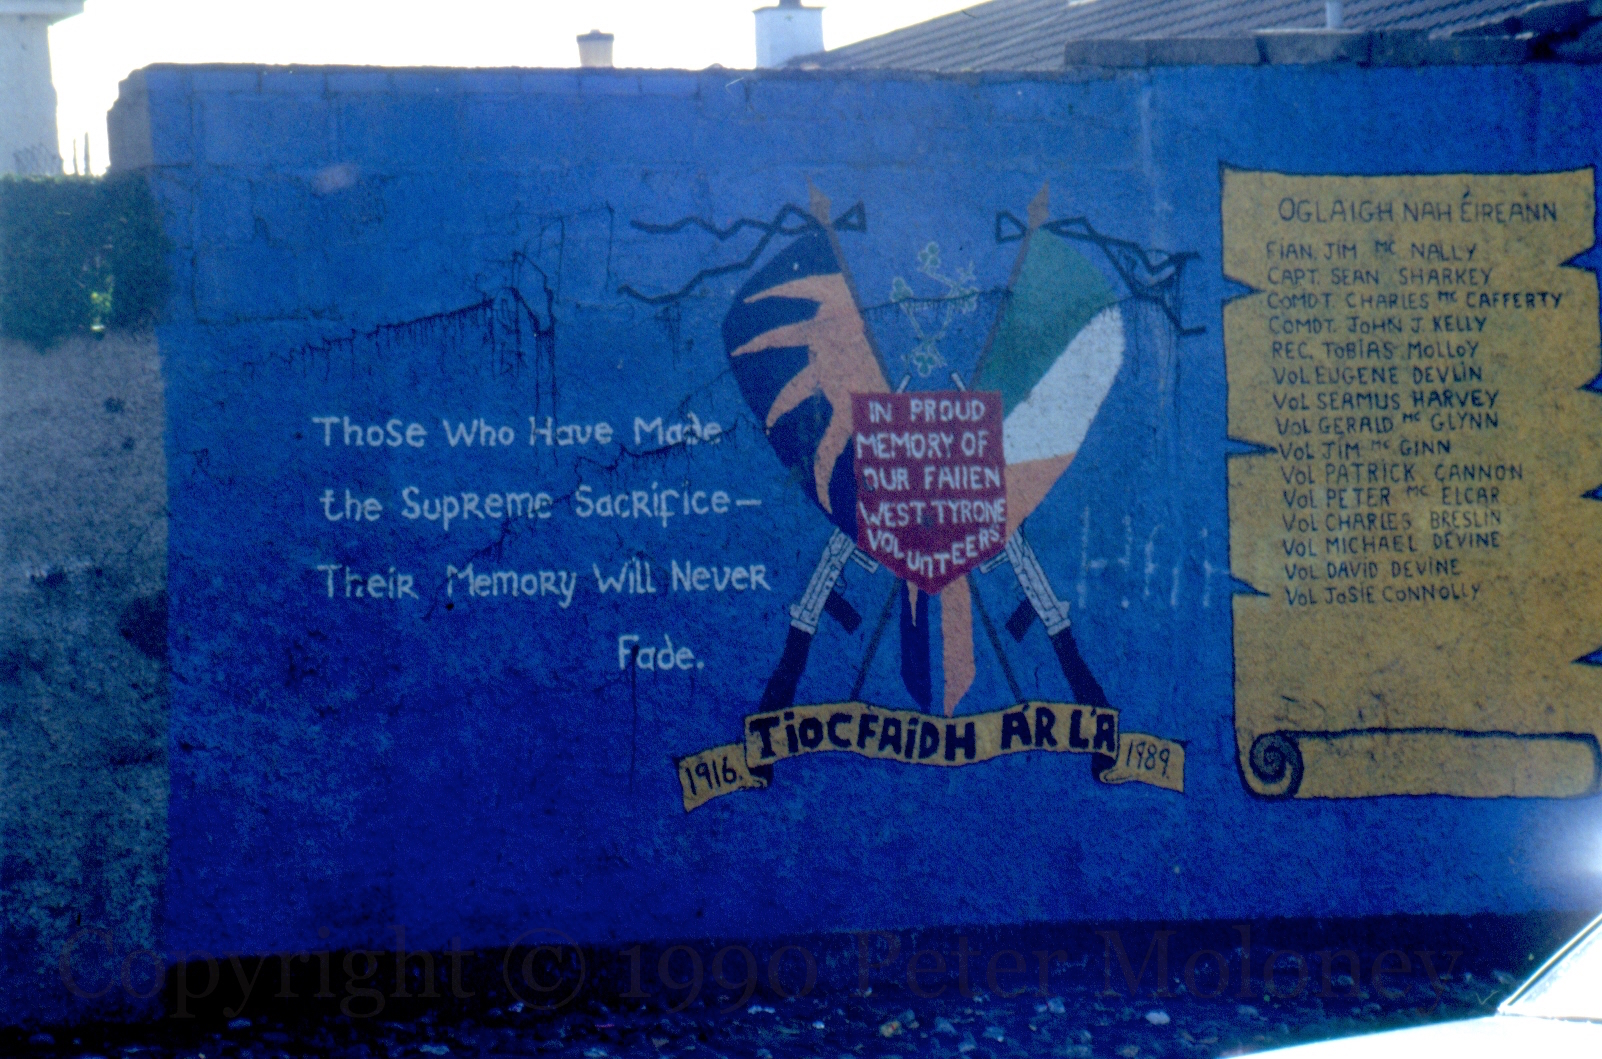 Those Who Have Made
the Supreme Sacrifice –
Their Memory Will Never
Fade.
IN PROUD
MEMORY OF
OUR FALLEN
WEST TYRONE
VOLUNTEERS.
TIOCFAIDH ÁR LÁ
1916.
1989.
OGLAIGH NAH ÉIREANN
FIAN. JIM Mc NALLY
CAPT. SEAN SHARKEY
COMDT. CHARLES Mc CAFFERTY
COMDT. JOHN J. KELLY
REC. TOBIAS MOLLOY
VOL EUGENE DEVLIN
VOL SEAMUS HARVEY
VOL GERALD Mc GLYNN
VOL JIM Mc GINN
VOL PATRICK CANNON
VOL PETER Mc ELCAR
VOL CHARLES BRESLIN
VOL MICHAEL DEVINE
VOL DAVID DEVINE
VOL JOSIE CONNOLLY
Copyright © 1990 Peter Moloney